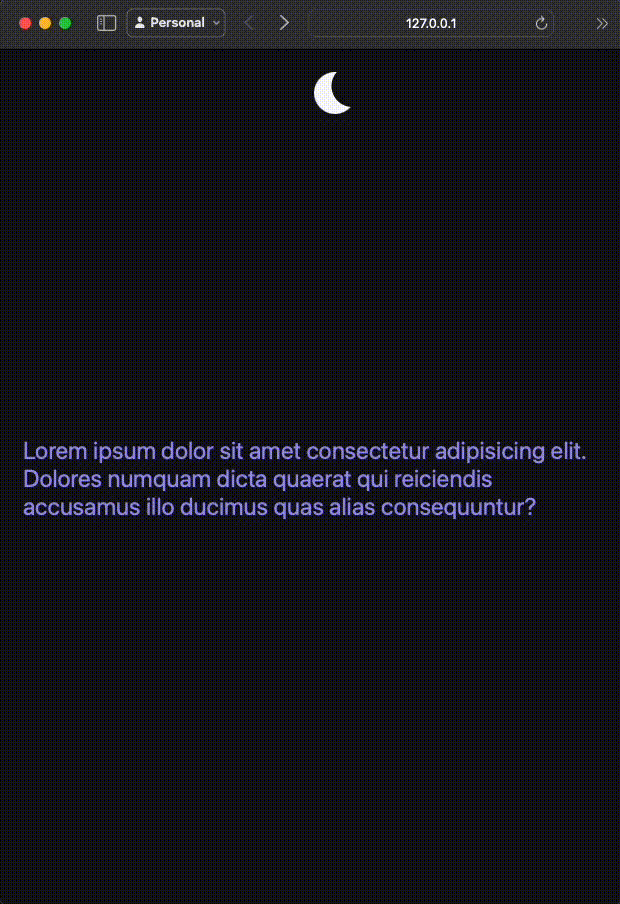 Personal
127.0.0.1
Lorem ipsum dolor sit amet consectetur adipisicing elit.
Dolores numquam dicta quaerat qui reiciendis
accusamus illo ducimus quas alias consequuntur?